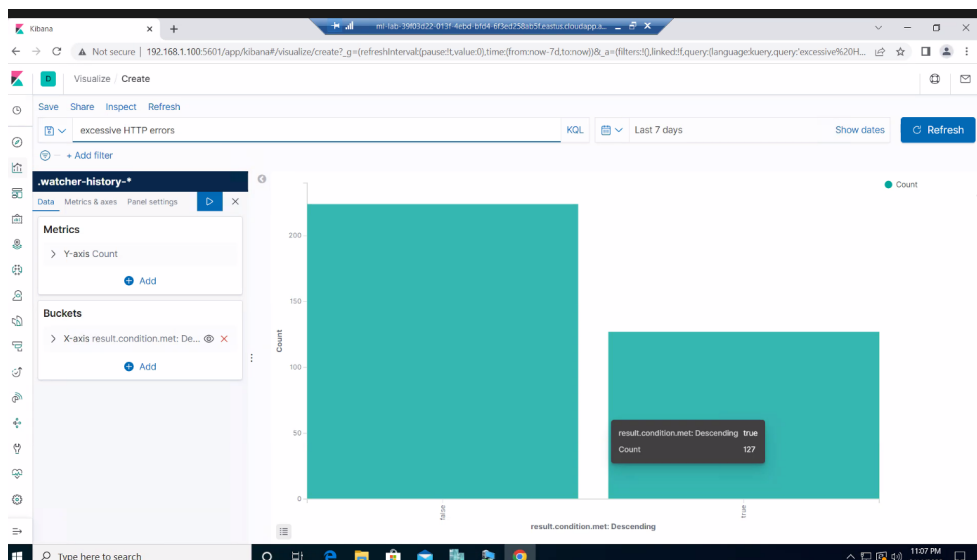 Kibana
ml-lab-39f03d22-013f-4ebd-bfd4-6f3ed258ab5f.eastus.cloudapp.a...
Not secure | 192.168.1.100:5601/app/kibana#/visualize/create?_g=(refreshInterval:(pause:!t,value:0),time:(from:now-7d,to:now))&_a=(filters:!(),linked:!f,query:(language:kuery,query:'excessive%20H...
D Visualize / Create
Save Share Inspect Refresh
excessive HTTP errors KQL Last 7 days Show dates Refresh
+ Add filter
.watcher-history-*
Data Metrics & axes Panel settings
Metrics
Y-axis Count
Add
Buckets
X-axis result.condition.met: De...
Add
Count
200
150
100
50
0
Count
result.condition.met: Descending true
Count 127
false
true
result.condition.met: Descending
Type here to search
11:07 PM